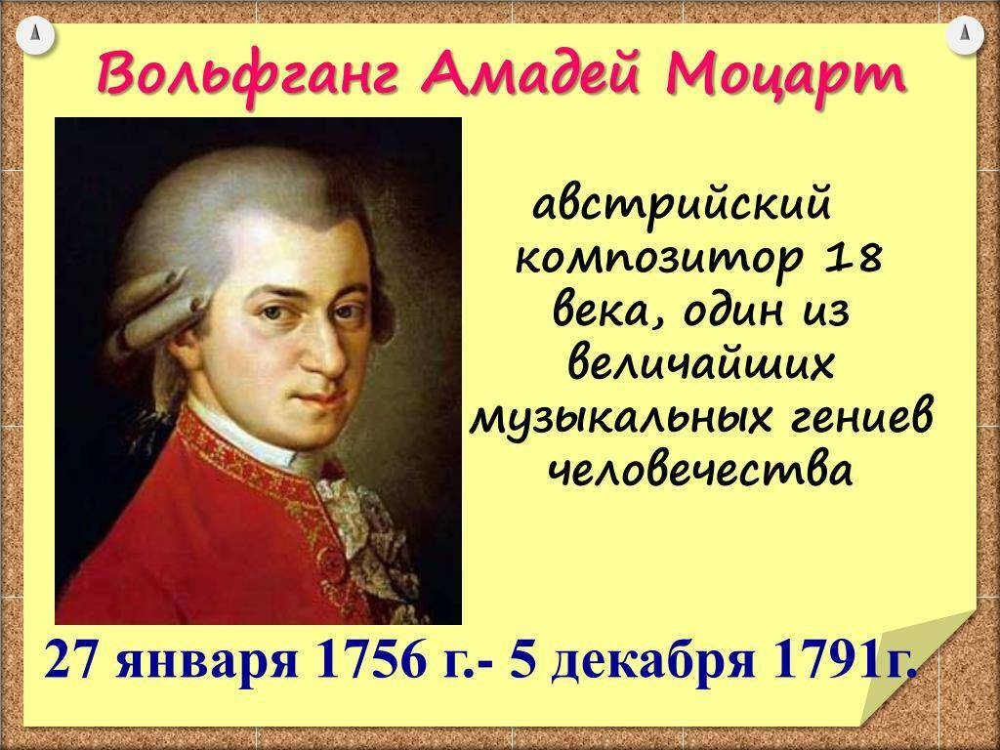 Вольфганг Амадей Моцарт
австрийский
композитор 18
века, один из
величайших
музыкальных гениев
человечества
27 января 1756 г.- 5 декабря 1791г.